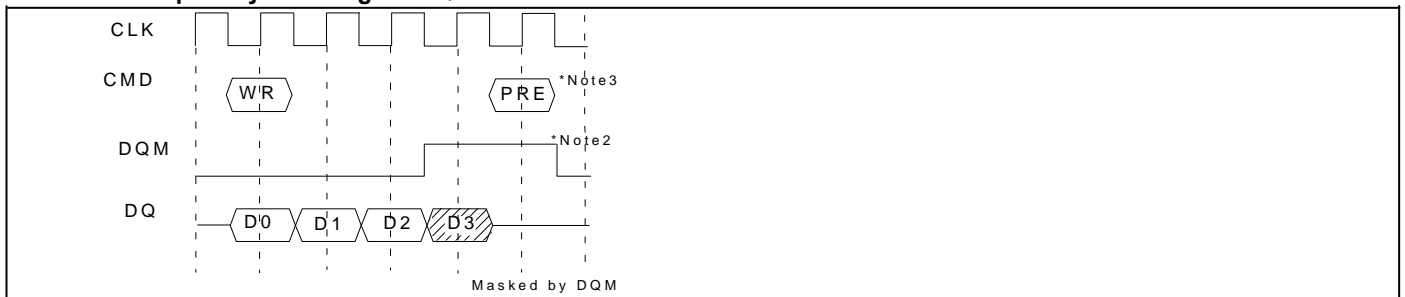 CLK
CMD WR PRE *Note3
DQM *Note2
DQ D0 D1 D2 D3
Masked by DQM